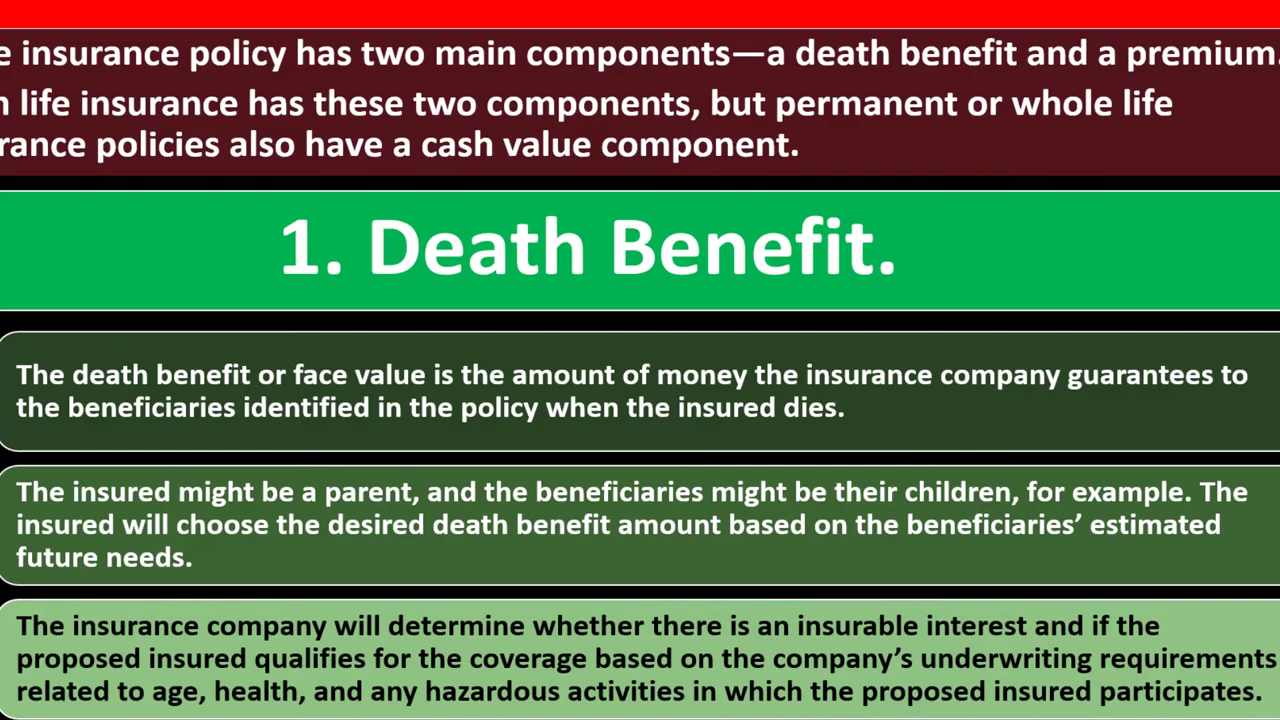 insurance policy has two main components—a death benefit and a premium.
life insurance has these two components, but permanent or whole life
policies also have a cash value component.
1. Death Benefit.
The death benefit or face value is the amount of money the insurance company guarantees to
the beneficiaries identified in the policy when the insured dies.
The insured might be a parent, and the beneficiaries might be their children, for example. The
insured will choose the desired death benefit amount based on the beneficiaries’ estimated
future needs.
The insurance company will determine whether there is an insurable interest and if the
proposed insured qualifies for the coverage based on the company’s underwriting requirements
related to age, health, and any hazardous activities in which the proposed insured participates.